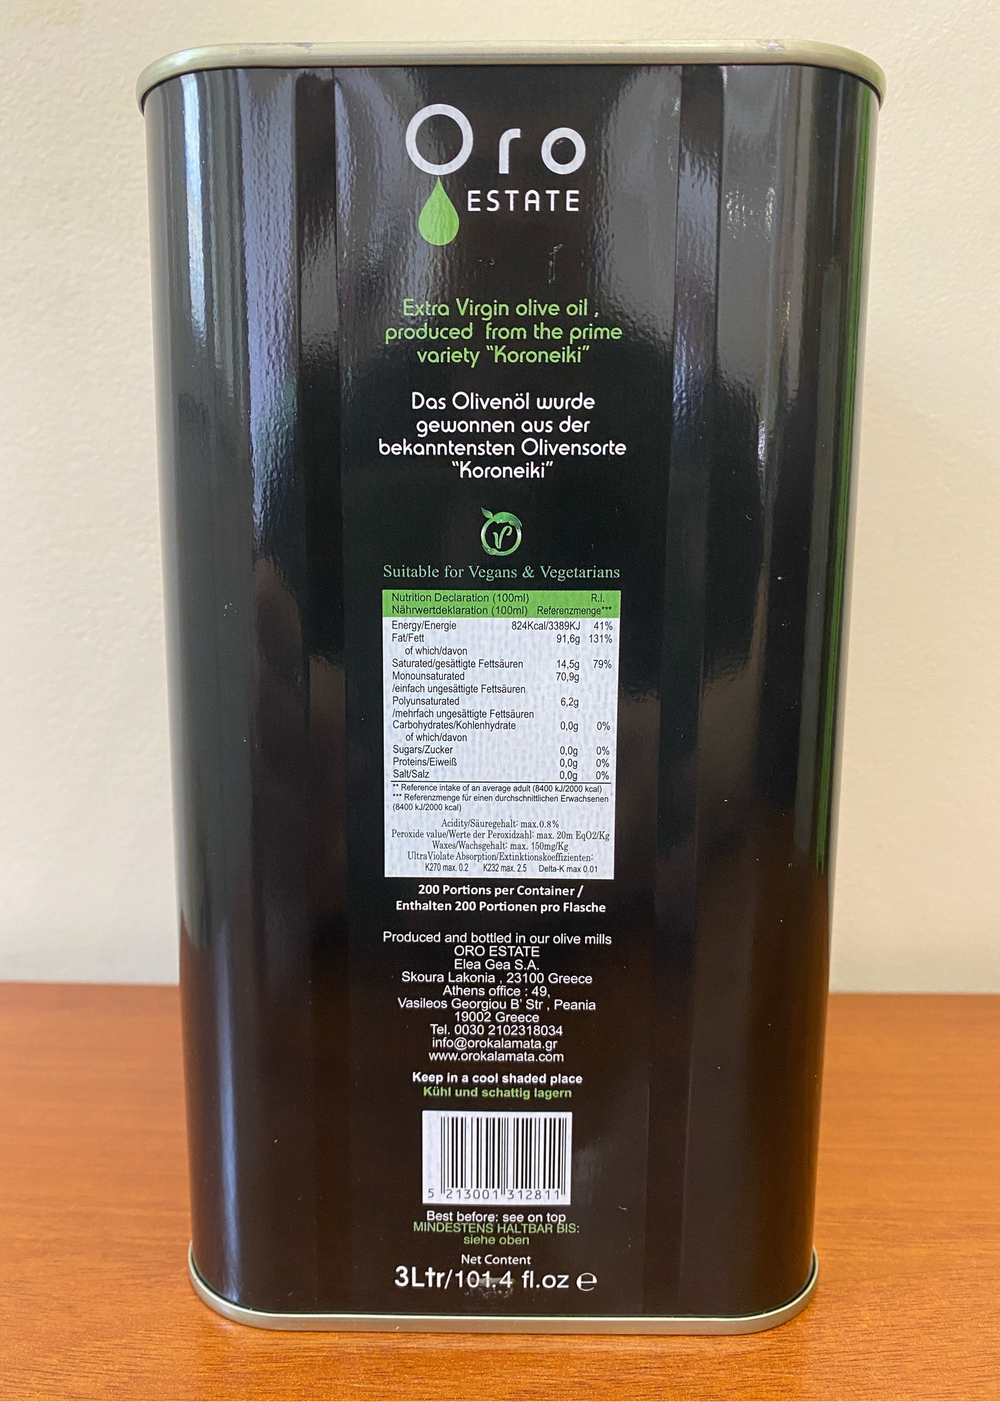 Oro
ESTATE
Extra Virgin olive oil ,
produced from the prime
variety "Koroneiki"
Das Olivenöl wurde
gewonnen aus der
bekanntensten Olivensorte
"Koroneiki"
Suitable for Vegans & Vegetarians
Nutrition Declaration (100ml) R.I.
Nährwertdeklaration (100ml) Referenzmenge***
Energy/Energie 824Kcal/3389KJ 41%
Fat/Fett 91,6g 131%
of which/davon
Saturated/gesättigte Fettsäuren 14,5g 79%
Monounsaturated 70,9g
/einfach ungesättigte Fettsäuren
Polyunsaturated 6,2g
/mehrfach ungesättigte Fettsäuren
Carbohydrates/Kohlenhydrate 0,0g 0%
of which/davon
Sugars/Zucker 0,0g 0%
Proteins/Eiweiß 0,0g 0%
Salt/Salz 0,0g 0%
** Reference intake of an average adult (8400 kJ/2000 kcal) .
*** Referenzmenge für einen durchschnittlichen Erwachsenen
(8400 kJ/2000 kcal)
Acidity/Säuregehalt: max.0.8%
Peroxide value/Werte der Peroxidzahl: max. 20m EqO2/Kg
Waxes/Wachsgehalt: max. 150mg/Kg
UltraViolate Absorption/Extinktionskoeffizienten:
K270 max. 0.2 K232 max. 2.5 Delta-K max 0.01
200 Portions per Container /
Enthalten 200 Portionen pro Flasche
Produced and bottled in our olive mills
ORO ESTATE
Elea Gea S.A.
Skoura Lakonia , 23100 Greece
Athens office : 49,
Vasileos Georgiou B' Str , Peania
19002 Greece
Tel. 0030 2102318034
info@orokalamata.gr
www.orokalamata.com
Keep in a cool shaded place
Kühl und schattig lagern
5 213001 312811
Best before: see on top
MINDESTENS HALTBAR BIS:
siehe oben
Net Content
3Ltr/101.4 fl.oz ℮